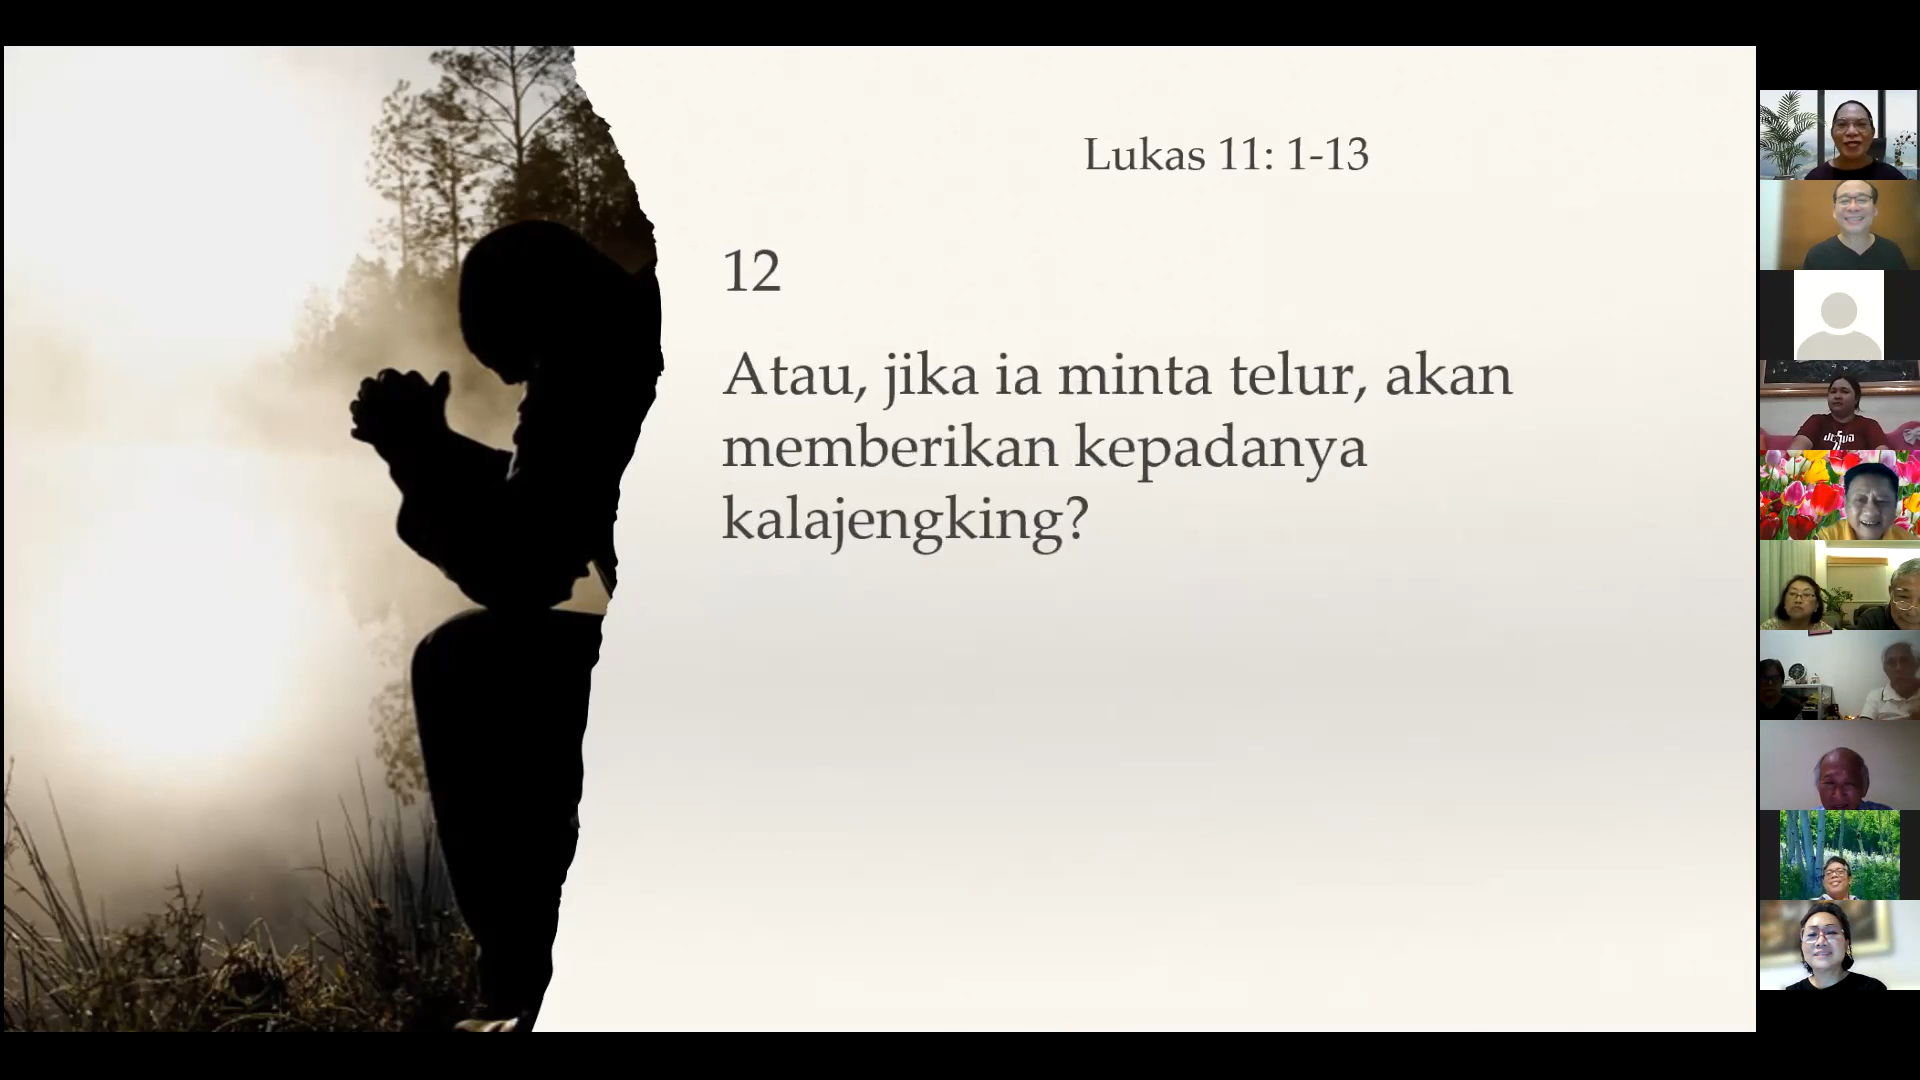 Lukas 11: 1-13
12
Atau, jika ia minta telur, akan
memberikan kepadanya
kalajengking?